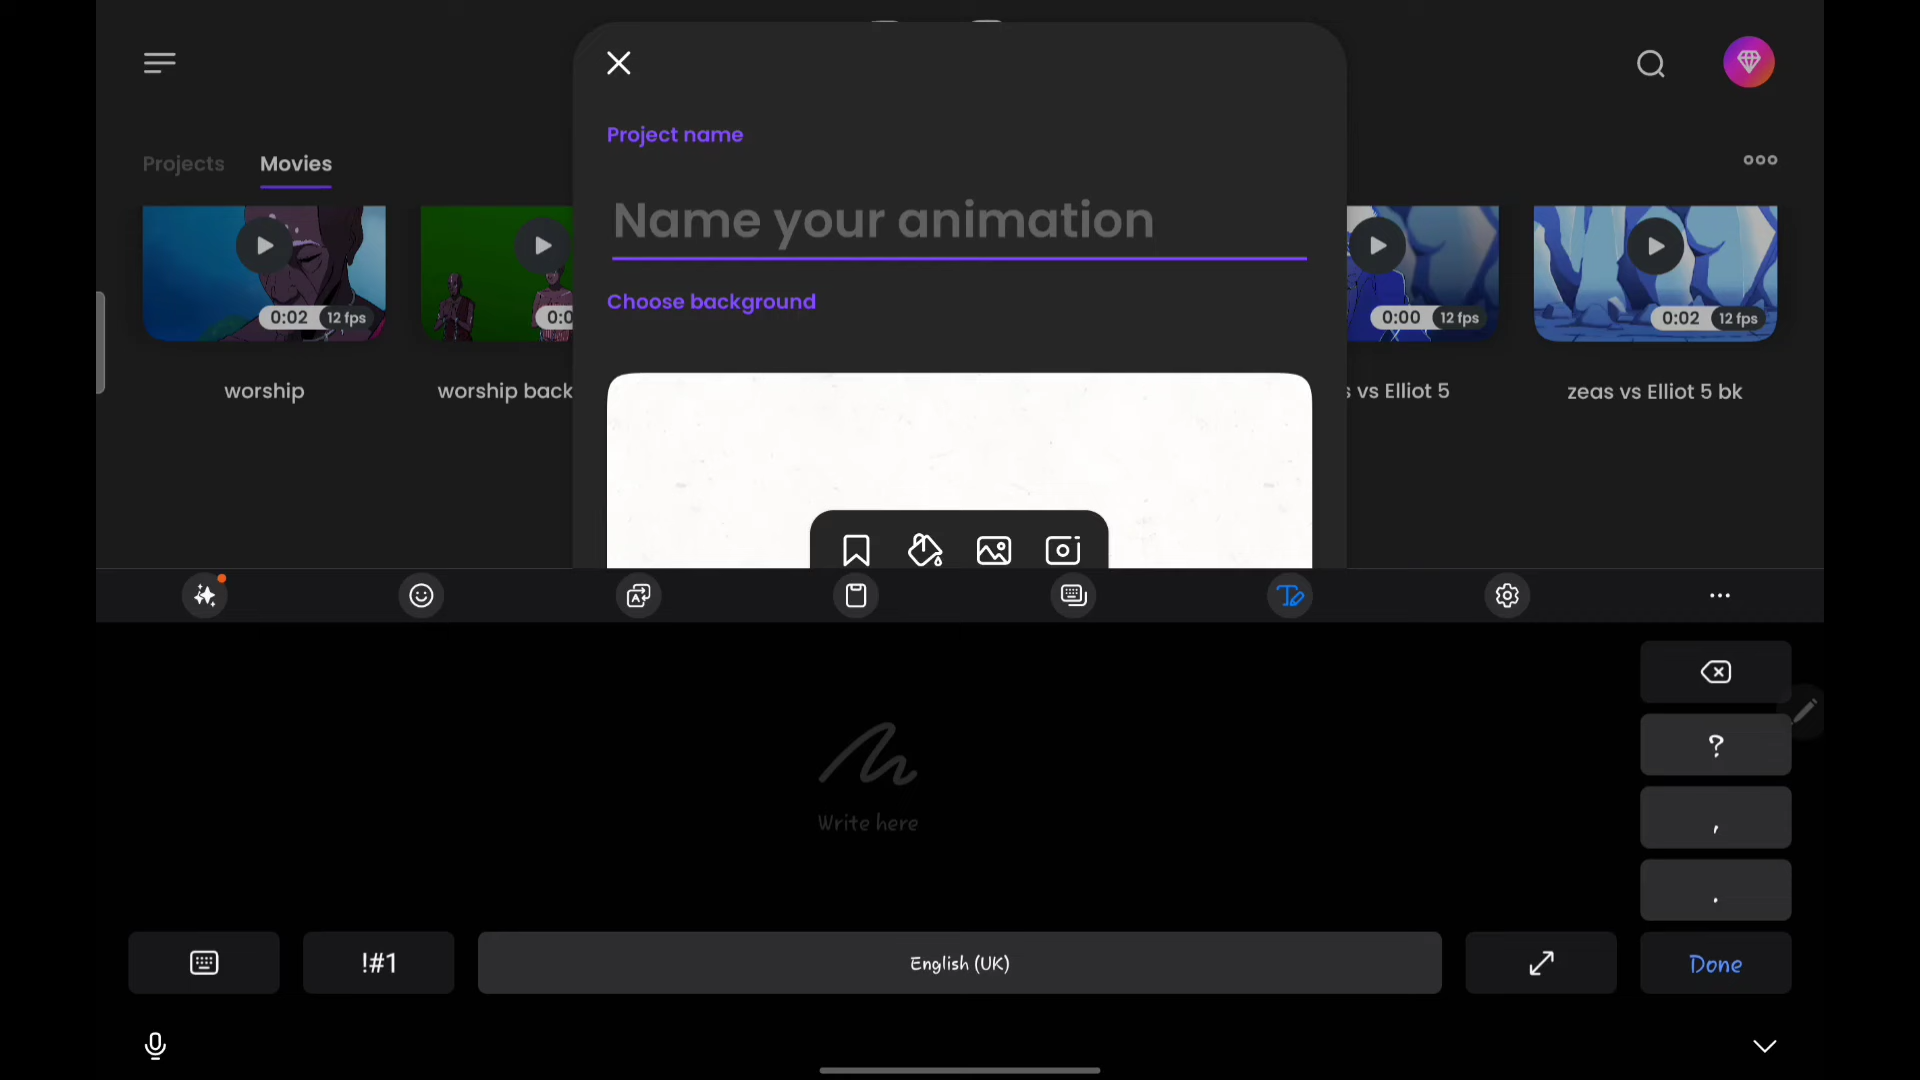 Project name
Projects
Movies
Name your animation
Choose background
0:02 12 fps
0:0
0:00 12 fps
0:02 12 fps
worship
worship back
vs Elliot 5
zeas vs Elliot 5 bk
Write here
?
,
.
!#1
English (UK)
Done